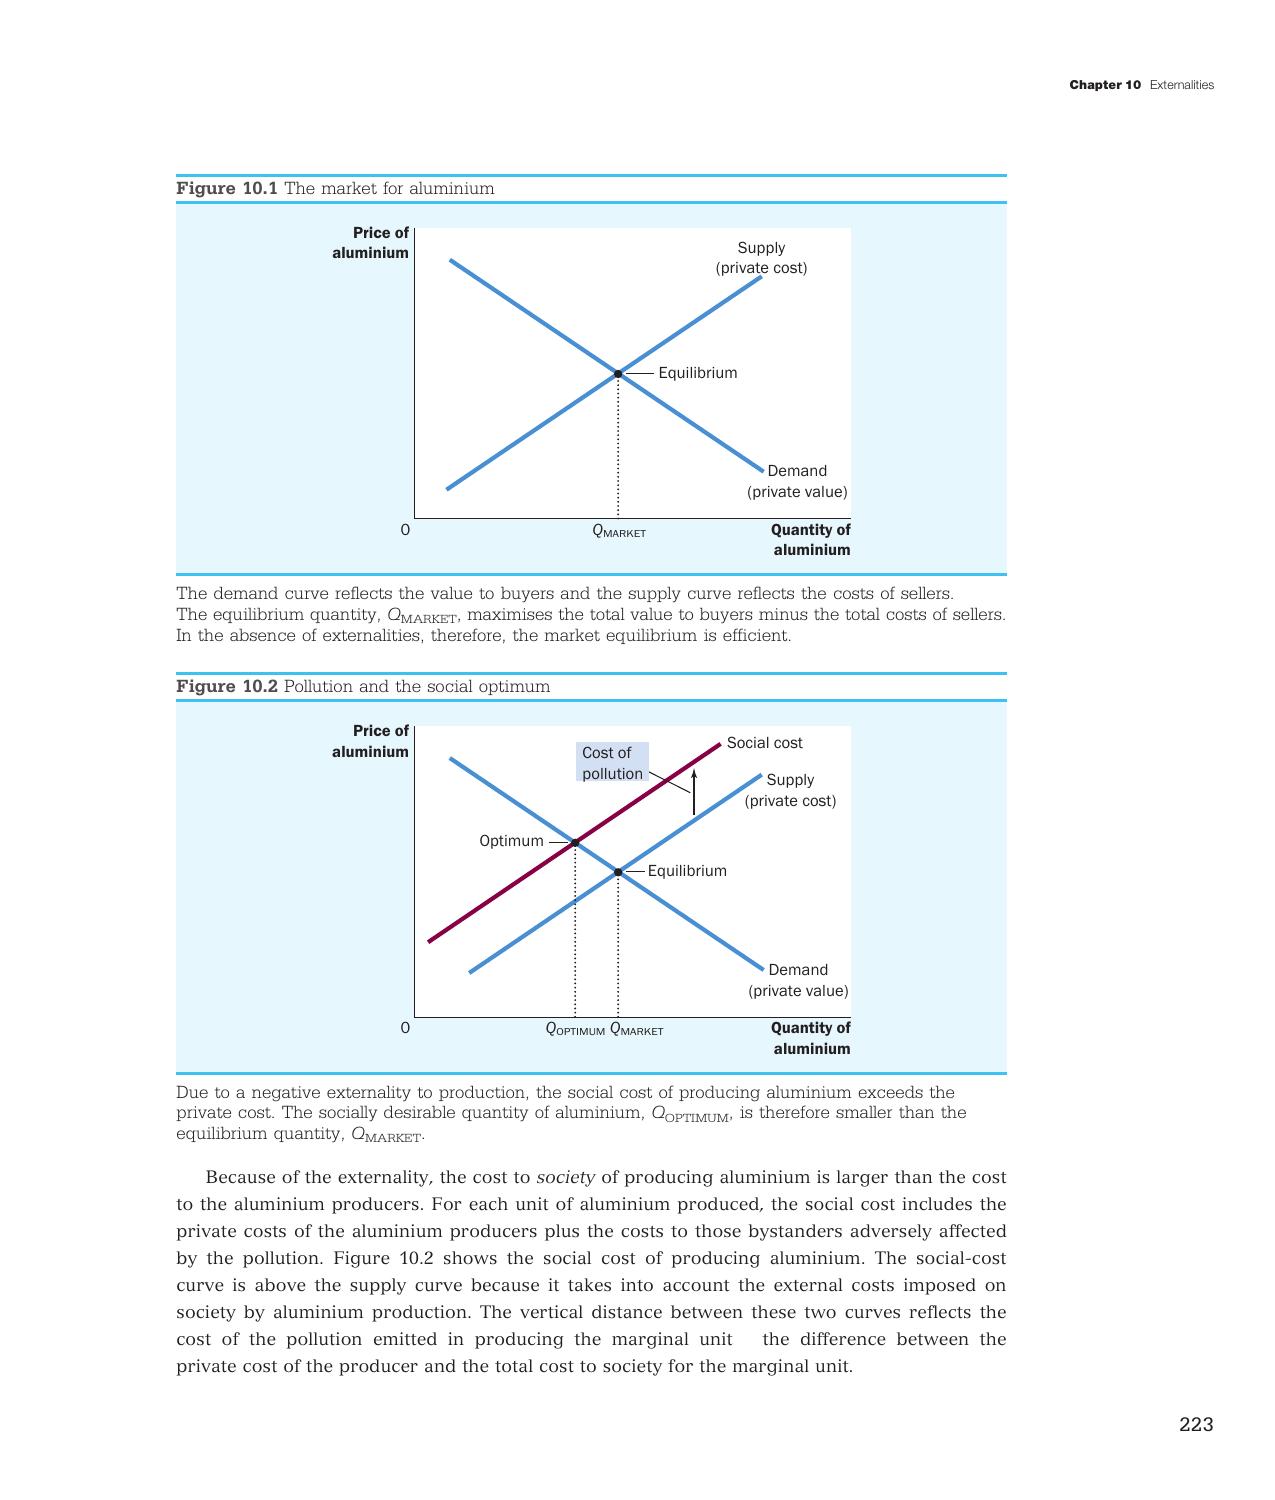 Chapter 10 Externalities
Figure 10.1 The market for aluminium
Price of
aluminium
Supply
(private cost)
Equilibrium
Demand
(private value)
0
QMARKET
Quantity of
aluminium
The demand curve reflects the value to buyers and the supply curve reflects the costs of sellers.
The equilibrium quantity, QMARKET, maximises the total value to buyers minus the total costs of sellers.
In the absence of externalities, therefore, the market equilibrium is efficient.
Figure 10.2 Pollution and the social optimum
Price of
aluminium
Cost of
pollution
Social cost
Supply
(private cost)
Optimum
Equilibrium
Demand
(private value)
0
QOPTIMUM QMARKET
Quantity of
aluminium
Due to a negative externality to production, the social cost of producing aluminium exceeds the
private cost. The socially desirable quantity of aluminium, QOPTIMUM, is therefore smaller than the
equilibrium quantity, QMARKET.
Because of the externality, the cost to society of producing aluminium is larger than the cost
to the aluminium producers. For each unit of aluminium produced, the social cost includes the
private costs of the aluminium producers plus the costs to those bystanders adversely affected
by the pollution. Figure 10.2 shows the social cost of producing aluminium. The social-cost
curve is above the supply curve because it takes into account the external costs imposed on
society by aluminium production. The vertical distance between these two curves reflects the
cost of the pollution emitted in producing the marginal unit the difference between the
private cost of the producer and the total cost to society for the marginal unit.
223